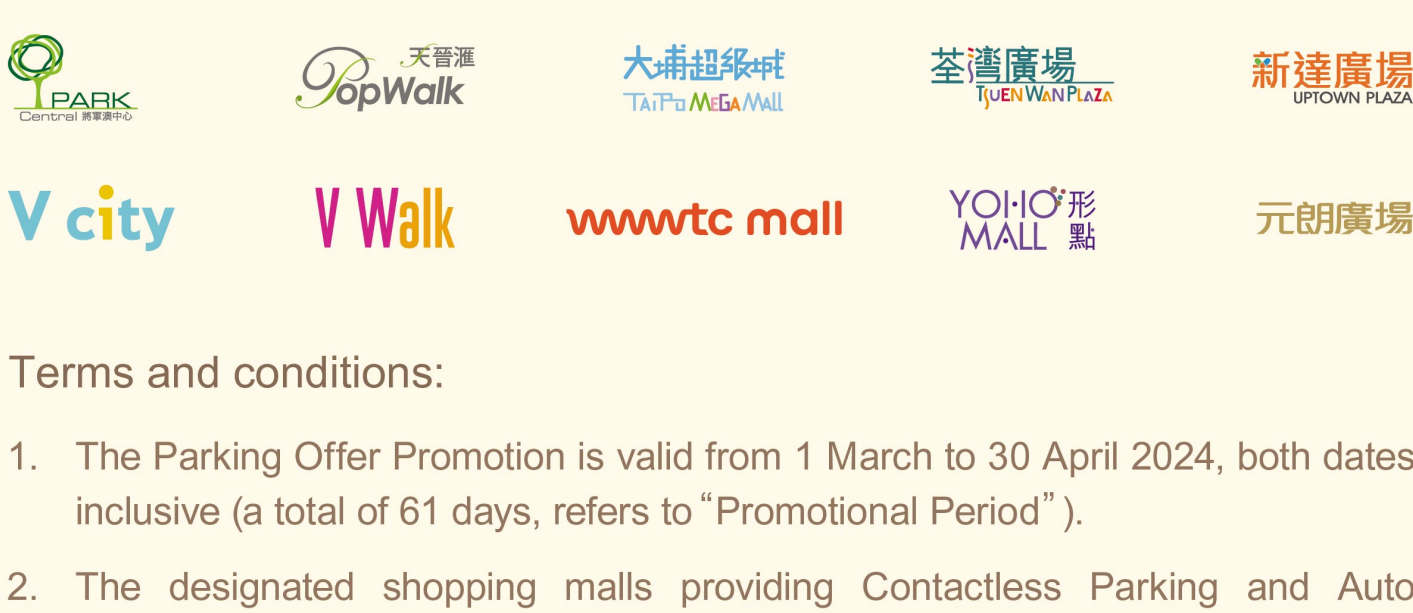 PARK
Central 將軍澳中心
天晉滙
PopWalk
大埔超級城
TAI PO MEGA MALL
荃灣廣場
TSUEN WAN PLAZA
新達廣場
UPTOWN PLAZA
V city
V Walk
wwwtc mall
YOHO 形
MALL 點
元朗廣場
Terms and conditions:
1. The Parking Offer Promotion is valid from 1 March to 30 April 2024, both dates
inclusive (a total of 61 days, refers to “Promotional Period”).
2. The designated shopping malls providing Contactless Parking and Auto